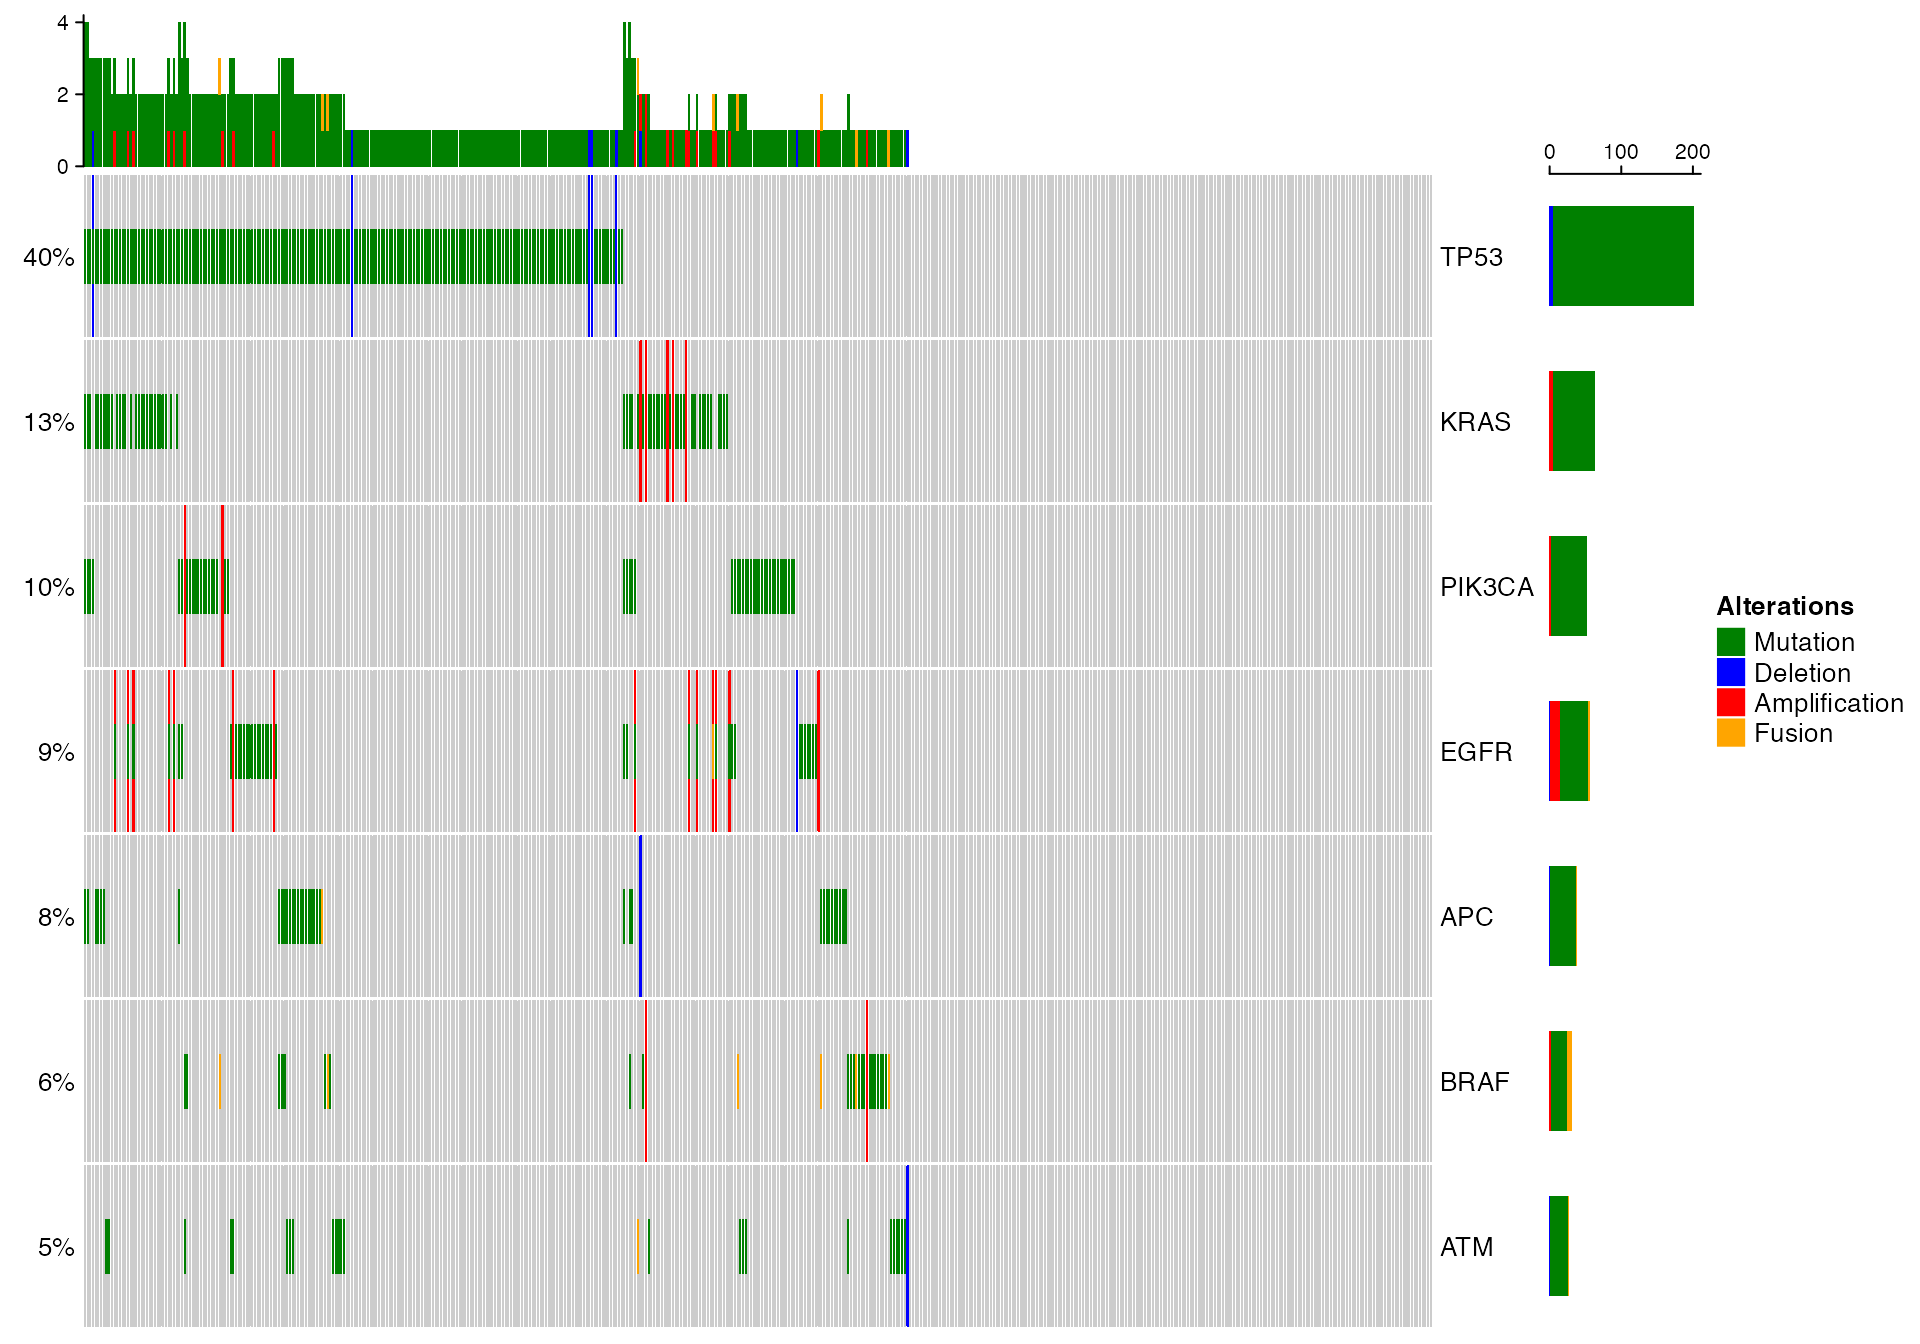 4
2
0
0 100 200
40% TP53
13% KRAS
10% PIK3CA
Alterations
Mutation
Deletion
Amplification
Fusion
9% EGFR
8% APC
6% BRAF
5% ATM